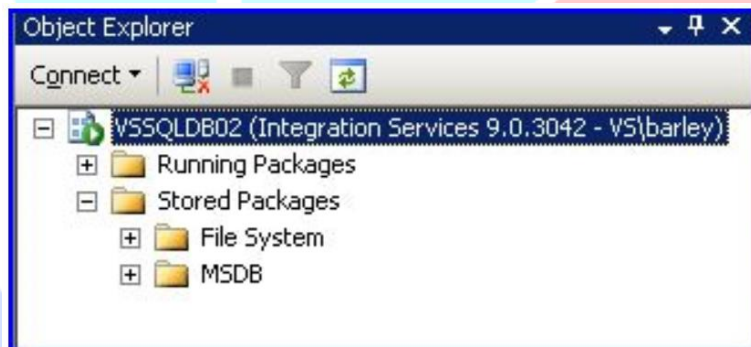 Object Explorer
Connect
VSSQLDB02 (Integration Services 9.0.3042 - VS\barley)
Running Packages
Stored Packages
File System
MSDB